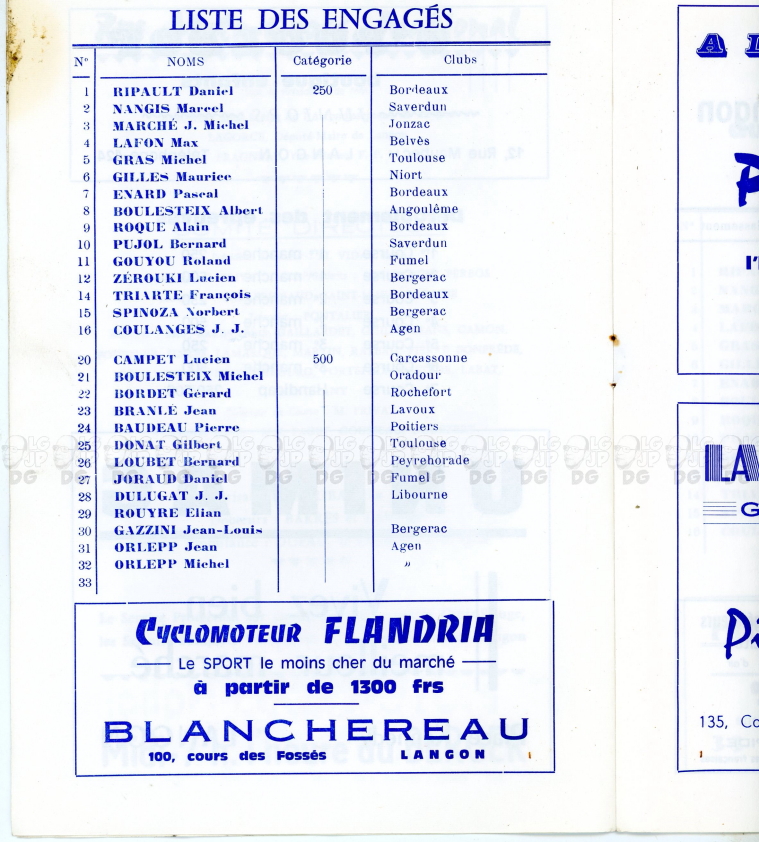 LISTE DES ENGAGÉS
N° NOMS Catégorie Clubs
1 RIPAULT Daniel 250 Bordeaux
2 NANGIS Marcel Saverdun
3 MARCHÉ J. Michel Jonzac
4 LAFON Max Belvès
5 GRAS Michel Toulouse
6 GILLES Maurice Niort
7 ENARD Pascal Bordeaux
8 BOULESTEIX Albert Angoulême
9 ROQUE Alain Bordeaux
10 PUJOL Bernard Saverdun
11 GOUYOU Roland Fumel
12 ZÉROUKI Lucien Bergerac
14 TRIARTE François Bordeaux
15 SPINOZA Norbert Bergerac
16 COULANGES J. J. Agen
20 CAMPET Lucien 500 Carcassonne
21 BOULESTEIX Michel Oradour
22 BORDET Gérard Rochefort
23 BRANLÉ Jean Lavoux
24 BAUDEAU Pierre Poitiers
25 DONAT Gilbert Toulouse
26 LOUBET Bernard Peyrehorade
27 JORAUD Daniel Fumel
28 DULUGAT J. J. Libourne
29 ROUYRE Elian
30 GAZZINI Jean-Louis Bergerac
31 ORLEPP Jean Agen
32 ORLEPP Michel "
33
CYCLOMOTEUR FLANDRIA
Le SPORT le moins cher du marché
à partir de 1300 frs
BLANCHEREAU
100, cours des Fossés LANGON
A
LA
G
135, Co